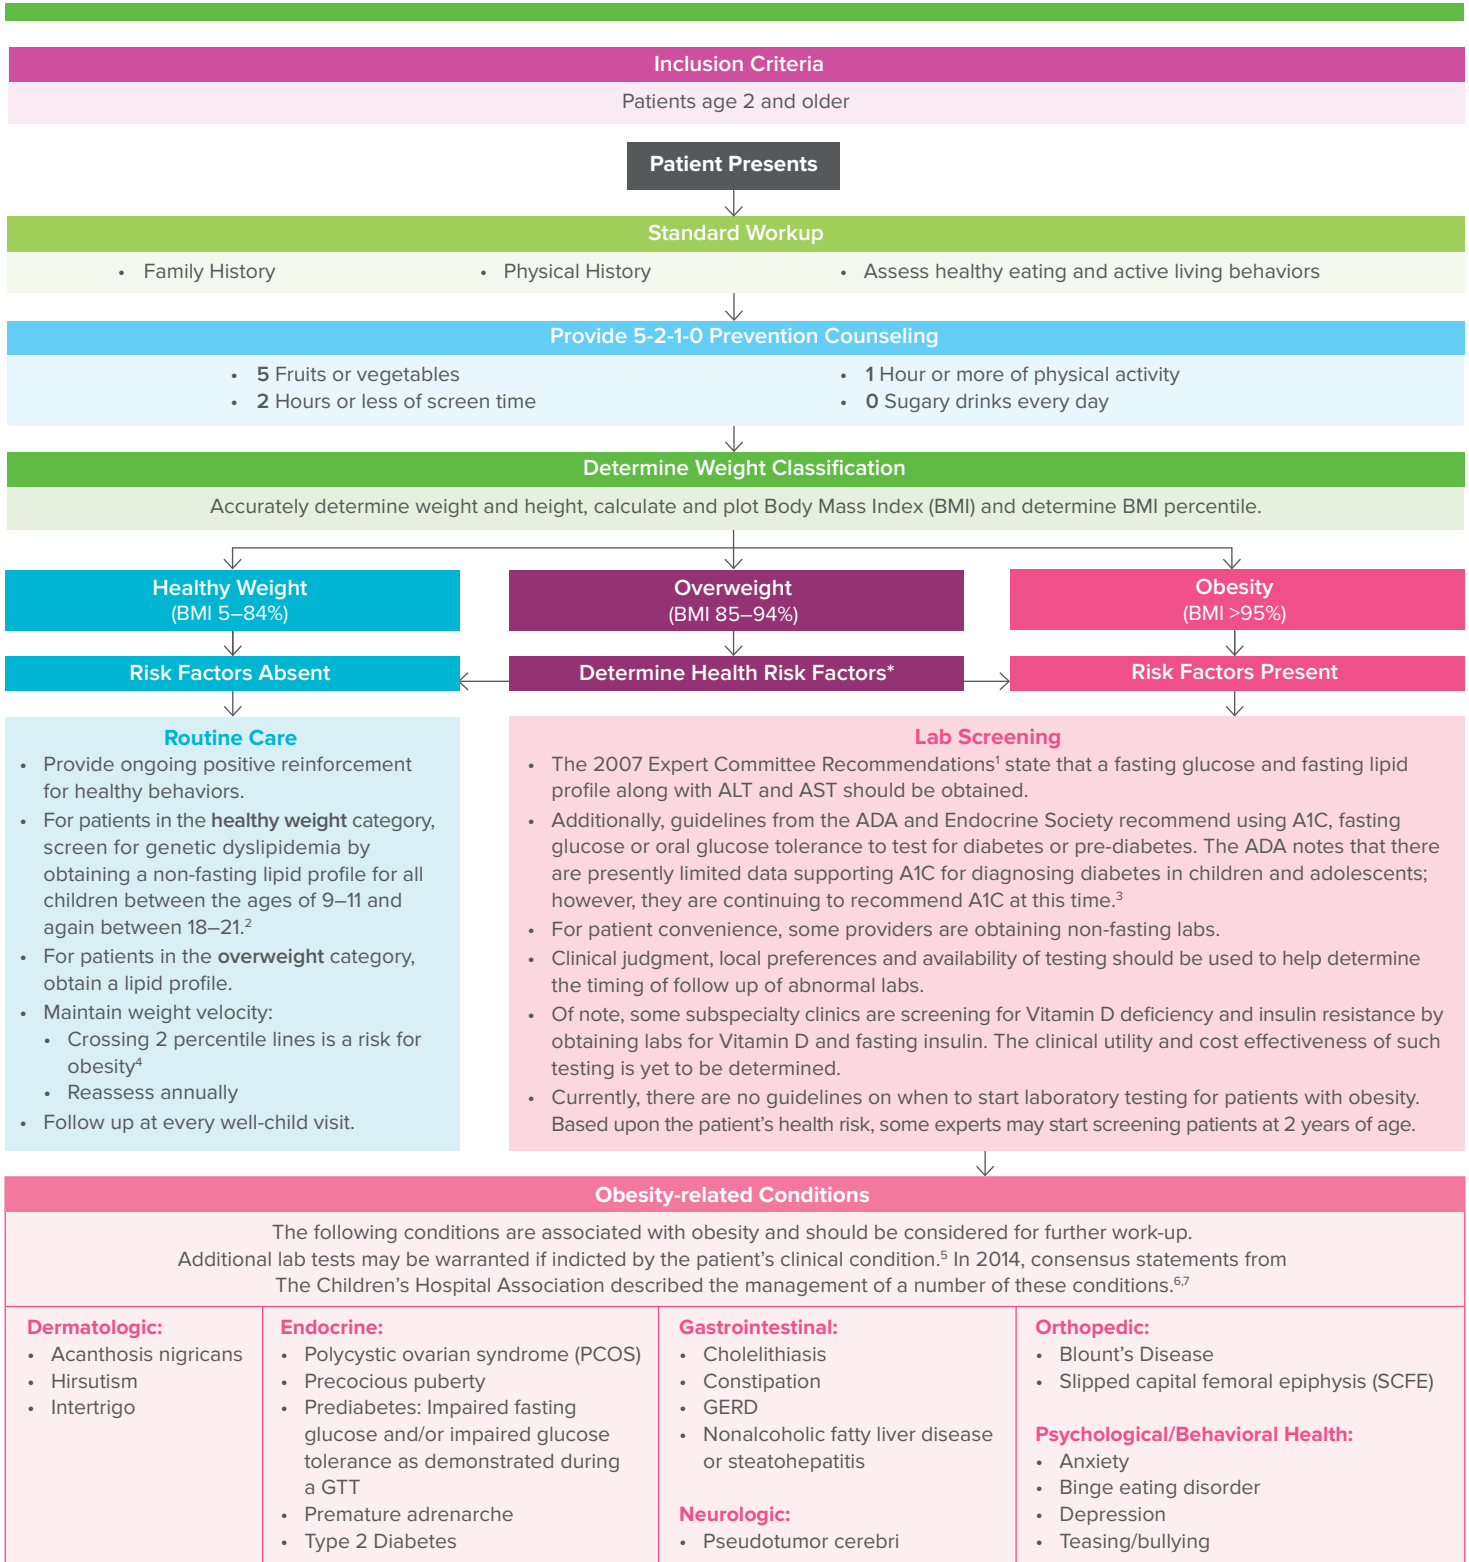 Inclusion Criteria
Patients age 2 and older
Patient Presents
Standard Workup
• Family History
• Physical History
• Assess healthy eating and active living behaviors
Provide 5-2-1-0 Prevention Counseling
• 5 Fruits or vegetables
• 2 Hours or less of screen time
• 1 Hour or more of physical activity
• 0 Sugary drinks every day
Determine Weight Classification
Accurately determine weight and height, calculate and plot Body Mass Index (BMI) and determine BMI percentile.
Healthy Weight
(BMI 5–84%)
Overweight
(BMI 85–94%)
Obesity
(BMI >95%)
Risk Factors Absent
Determine Health Risk Factors*
Risk Factors Present
Routine Care
• Provide ongoing positive reinforcement
for healthy behaviors.
• For patients in the healthy weight category,
screen for genetic dyslipidemia by
obtaining a non-fasting lipid profile for all
children between the ages of 9–11 and
again between 18–21.²
• For patients in the overweight category,
obtain a lipid profile.
• Maintain weight velocity:
• Crossing 2 percentile lines is a risk for
obesity⁴
• Reassess annually
• Follow up at every well-child visit.
Lab Screening
• The 2007 Expert Committee Recommendations¹ state that a fasting glucose and fasting lipid
profile along with ALT and AST should be obtained.
• Additionally, guidelines from the ADA and Endocrine Society recommend using A1C, fasting
glucose or oral glucose tolerance to test for diabetes or pre-diabetes. The ADA notes that there
are presently limited data supporting A1C for diagnosing diabetes in children and adolescents;
however, they are continuing to recommend A1C at this time.³
• For patient convenience, some providers are obtaining non-fasting labs.
• Clinical judgment, local preferences and availability of testing should be used to help determine
the timing of follow up of abnormal labs.
• Of note, some subspecialty clinics are screening for Vitamin D deficiency and insulin resistance by
obtaining labs for Vitamin D and fasting insulin. The clinical utility and cost effectiveness of such
testing is yet to be determined.
• Currently, there are no guidelines on when to start laboratory testing for patients with obesity.
Based upon the patient’s health risk, some experts may start screening patients at 2 years of age.
Obesity-related Conditions
The following conditions are associated with obesity and should be considered for further work-up.
Additional lab tests may be warranted if indicted by the patient’s clinical condition.⁵ In 2014, consensus statements from
The Children’s Hospital Association described the management of a number of these conditions.⁶,⁷
Dermatologic:
• Acanthosis nigricans
• Hirsutism
• Intertrigo
Endocrine:
• Polycystic ovarian syndrome (PCOS)
• Precocious puberty
• Prediabetes: Impaired fasting
glucose and/or impaired glucose
tolerance as demonstrated during
a GTT
• Premature adrenarche
• Type 2 Diabetes
Gastrointestinal:
• Cholelithiasis
• Constipation
• GERD
• Nonalcoholic fatty liver disease
or steatohepatitis
Neurologic:
• Pseudotumor cerebri
Orthopedic:
• Blount’s Disease
• Slipped capital femoral epiphysis (SCFE)
Psychological/Behavioral Health:
• Anxiety
• Binge eating disorder
• Depression
• Teasing/bullying